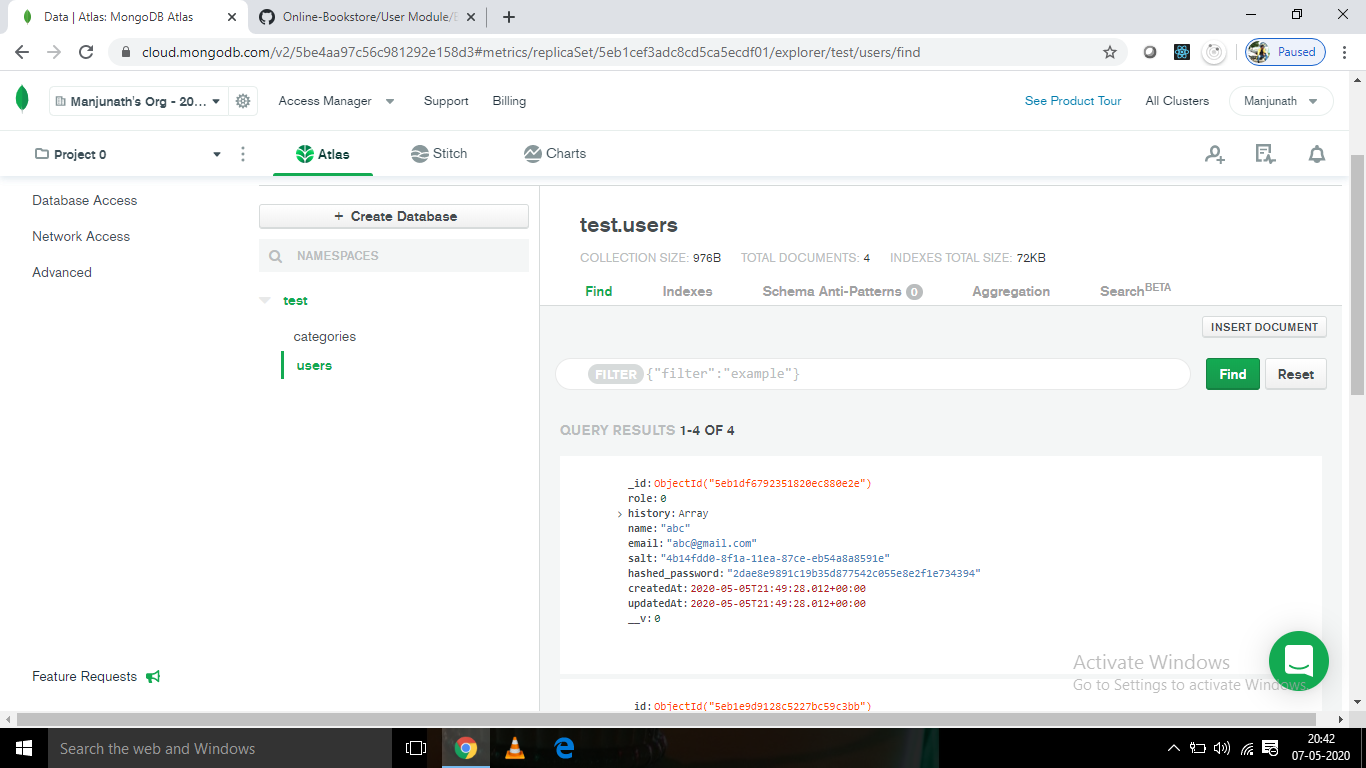 Data | Atlas: MongoDB Atlas
Online-Bookstore/User Module/
cloud.mongodb.com/v2/5be4aa97c56c981292e158d3#metrics/replicaSet/5eb1cef3adc8cd5ca5ecdf01/explorer/test/users/find
Paused
Manjunath's Org - 20...
Access Manager
Support
Billing
See Product Tour
All Clusters
Manjunath
Project 0
Atlas
Stitch
Charts
Database Access
Network Access
Advanced
Feature Requests
+ Create Database
NAMESPACES
test
categories
users
test.users
COLLECTION SIZE: 976B TOTAL DOCUMENTS: 4 INDEXES TOTAL SIZE: 72KB
Find Indexes Schema Anti-Patterns 0 Aggregation Search BETA
INSERT DOCUMENT
FILTER {"filter":"example"}
Find
Reset
QUERY RESULTS 1-4 OF 4
_id:ObjectId("5eb1df6792351820ec880e2e")
role:0
history:Array
name:"abc"
email:"abc@gmail.com"
salt:"4b14fdd0-8f1a-11ea-87ce-eb54a8a8591e"
hashed_password:"2dae8e9891c19b35d877542c055e8e2f1e734394"
createdAt:2020-05-05T21:49:28.012+00:00
updatedAt:2020-05-05T21:49:28.012+00:00
__v:0
_id:ObjectId("5eb1e9d9128c5227bc59c3bb")
Activate Windows
Go to Settings to activate Windows.
Search the web and Windows
20:42
07-05-2020